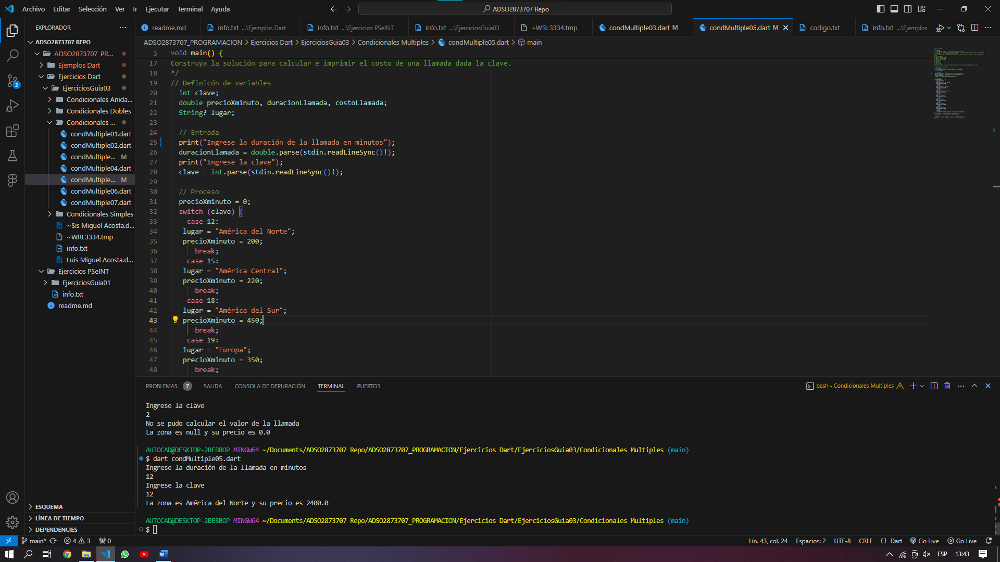 Archivo Editar Selección Ver Ir Ejecutar Terminal Ayuda
ADSO2873707 Repo
EXPLORADOR
ADSO2873707 REPO
ADSO2873707_PR...
Ejemplos Dart
Ejercicios Dart
EjerciciosGuia03
Condicionales Anida...
Condicionales Dobles
Condicionales ...
condMultiple01.dart
condMultiple02.dart
condMultiple... M
condMultiple04.dart
condMultiple... M
condMultiple06.dart
condMultiple07.dart
Condicionales Simples
~$is Miguel Acosta.d...
~WRL3334.tmp
info.txt
Luis Miguel Acosta.d...
Ejercicios PSeINT
EjerciciosGuia01
info.txt
readme.md
ESQUEMA
LÍNEA DE TIEMPO
DEPENDENCIES
2
readme.md info.txt ...\Ejemplos Dart info.txt ...\Ejercicios PSeINT info.txt ...\EjerciciosGuia03 ~WRL3334.tmp condMultiple03.dart M condMultiple05.dart M codigo.txt info.txt ...\Ejemplos
ADSO2873707_PROGRAMACION > Ejercicios Dart > EjerciciosGuia03 > Condicionales Multiples > condMultiple05.dart > main
3 void main() {
17 Construya la solución para calcular e imprimir el costo de una llamada dada la clave.
18 */
19 // Definicón de variables
20 int clave;
21 double precioXminuto, duracionLlamada, costoLlamada;
22 String? lugar;
23
24 // Entrada
25 print("Ingrese la duración de la llamada en minutos");
26 duracionLlamada = double.parse(stdin.readLineSync()!);
27 print("Ingrese la clave");
28 clave = int.parse(stdin.readLineSync()!);
29
30 // Proceso
31 precioXminuto = 0;
32 switch (clave) {
33 case 12:
34 lugar = "América del Norte";
35 precioXminuto = 200;
36 break;
37 case 15:
38 lugar = "América Central";
39 precioXminuto = 220;
40 break;
41 case 18:
42 lugar = "América del Sur";
43 precioXminuto = 450;
44 break;
45 case 19:
46 lugar = "Europa";
47 precioXminuto = 350;
48 break;
PROBLEMAS 7 SALIDA CONSOLA DE DEPURACIÓN TERMINAL PUERTOS
bash - Condicionales Multiples
Ingrese la clave
2
No se pudo calcular el valor de la llamada
La zona es null y su precio es 0.0
AUTOCAD@DESKTOP-2BEBBOP MINGW64 ~/Documents/ADSO2873707 Repo/ADSO2873707_PROGRAMACION/Ejercicios Dart/EjerciciosGuia03/Condicionales Multiples (main)
$ dart condMultiple05.dart
Ingrese la duración de la llamada en minutos
12
Ingrese la clave
12
La zona es América del Norte y su precio es 2400.0
AUTOCAD@DESKTOP-2BEBBOP MINGW64 ~/Documents/ADSO2873707 Repo/ADSO2873707_PROGRAMACION/Ejercicios Dart/EjerciciosGuia03/Condicionales Multiples (main)
$
main* 4 3 0
Lín. 43, col. 24 Espacios: 2 UTF-8 CRLF {} Dart Go Live Go Live
ESP 13:43